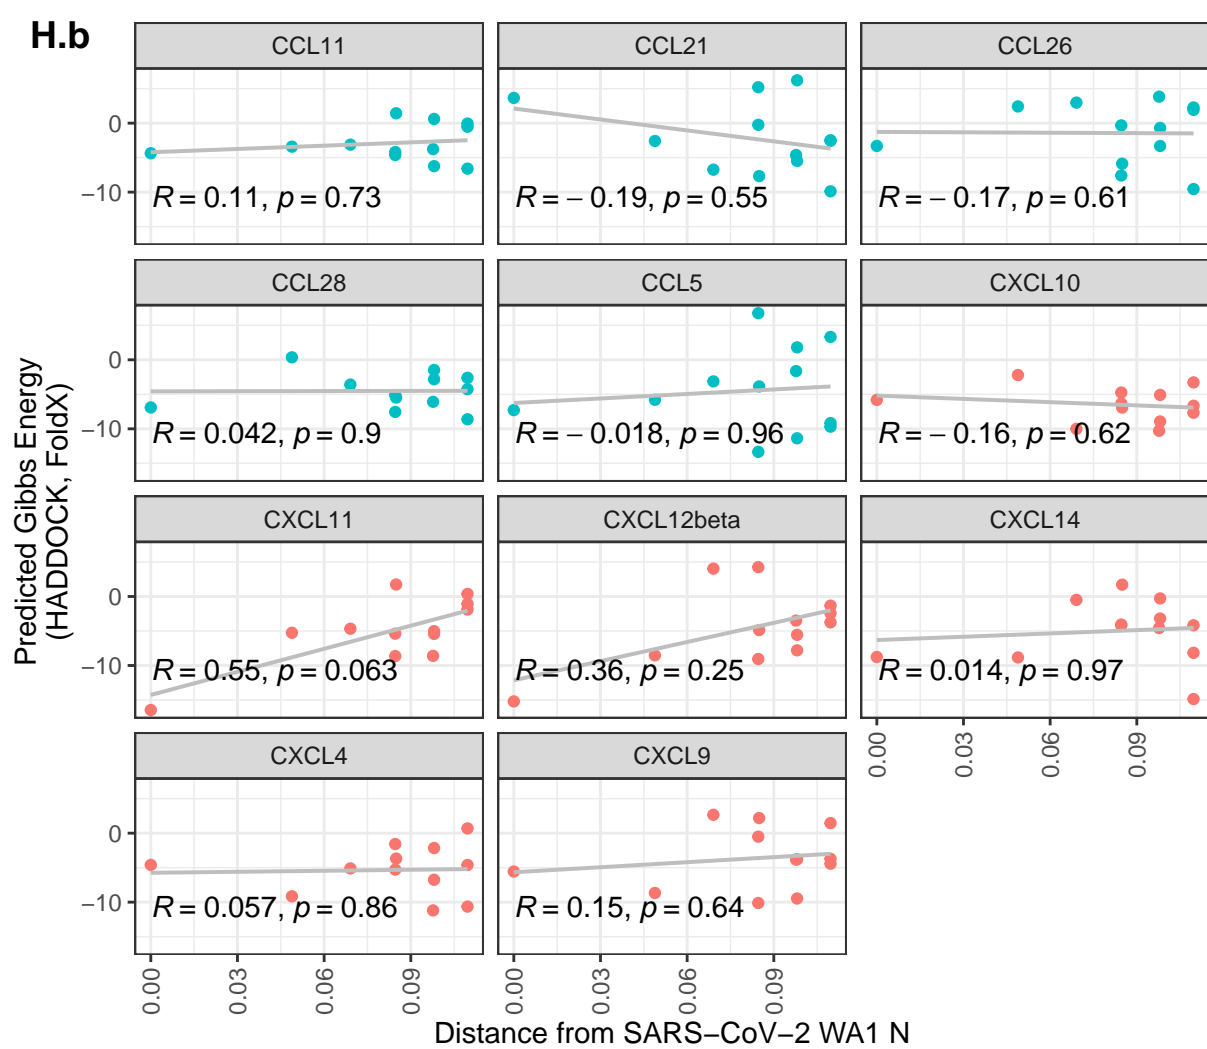 H.b
CCL11
CCL21
CCL26
0
−10
R = 0.11, p = 0.73
R = − 0.19, p = 0.55
R = − 0.17, p = 0.61
CCL28
CCL5
CXCL10
0
−10
R = 0.042, p = 0.9
R = − 0.018, p = 0.96
R = − 0.16, p = 0.62
Predicted Gibbs Energy
(HADDOCK, FoldX)
CXCL11
CXCL12beta
CXCL14
0
−10
R = 0.55, p = 0.063
R = 0.36, p = 0.25
R = 0.014, p = 0.97
0.00
0.03
0.06
0.09
CXCL4
CXCL9
0
−10
R = 0.057, p = 0.86
R = 0.15, p = 0.64
0.00
0.03
0.06
0.09
0.00
0.03
0.06
0.09
Distance from SARS−CoV−2 WA1 N